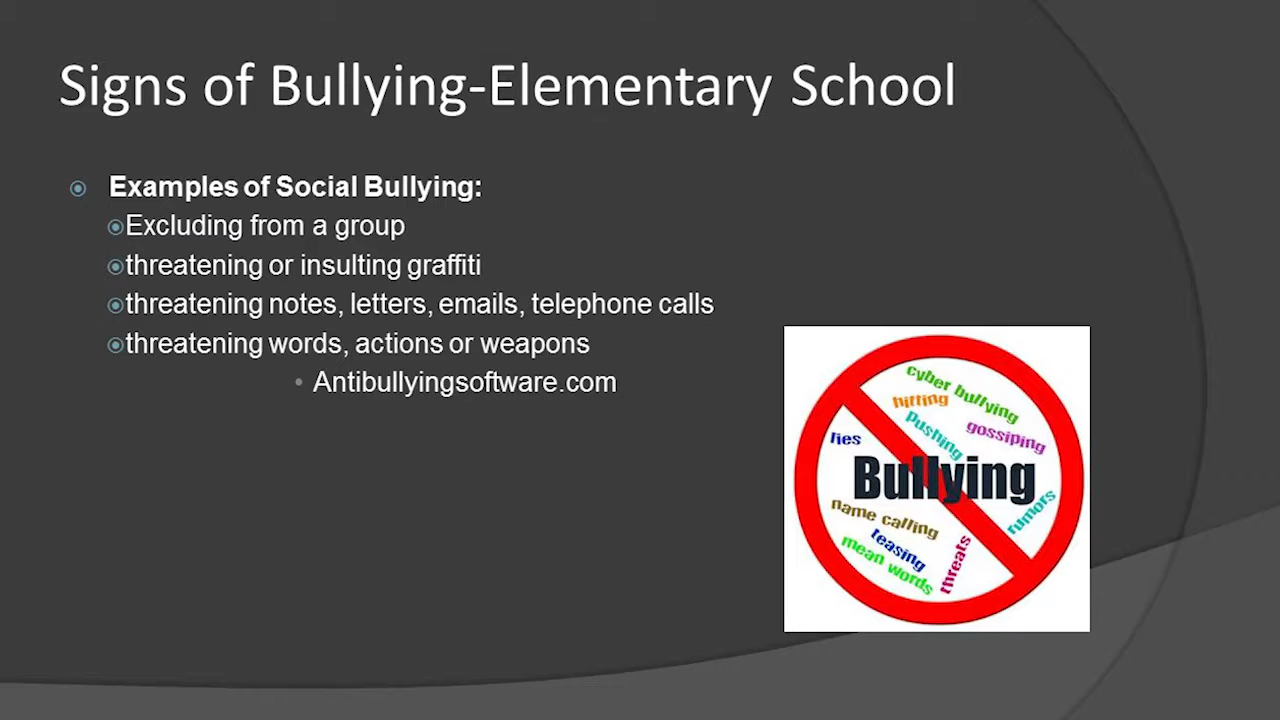 Signs of Bullying-Elementary School
Examples of Social Bullying:
Excluding from a group
threatening or insulting graffiti
threatening notes, letters, emails, telephone calls
threatening words, actions or weapons
Antibullyingsoftware.com
cyber bullying
hitting
pushing
gossiping
lies
Bullying
rumors
name calling
teasing
mean words
threats